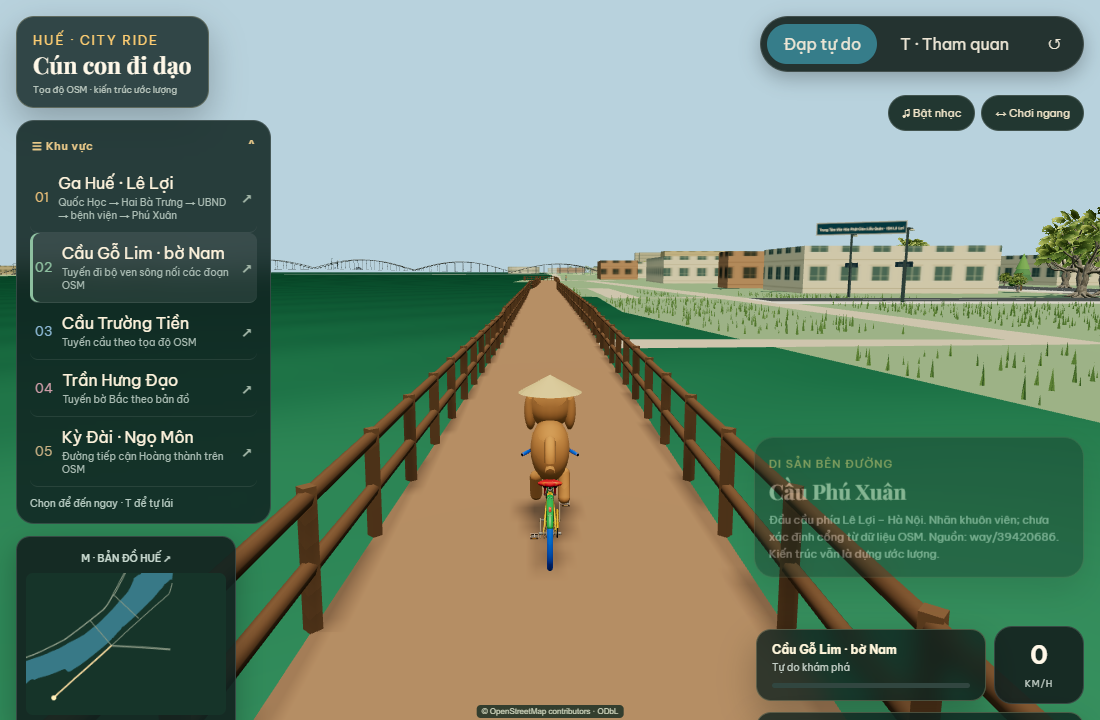 HUẾ · CITY RIDE
Cún con đi dạo
Tọa độ OSM · kiến trúc ước lượng
Đạp tự do
T · Tham quan
↺
♫ Bật nhạc
↔ Chơi ngang
☰ Khu vực
01
Ga Huế · Lê Lợi
Quốc Học → Hai Bà Trưng → UBND
→ bệnh viện → Phú Xuân
↗
02
Cầu Gỗ Lim · bờ Nam
Tuyến đi bộ ven sông nối các đoạn
OSM
↗
03
Cầu Trường Tiền
Tuyến cầu theo tọa độ OSM
↗
04
Trần Hưng Đạo
Tuyến bờ Bắc theo bản đồ
↗
05
Kỳ Đài · Ngọ Môn
Đường tiếp cận Hoàng thành trên
OSM
↗
Chọn để đến ngay · T để tự lái
M · BẢN ĐỒ HUẾ ↗
DI SẢN BÊN ĐƯỜNG
Cầu Phú Xuân
Đầu cầu phía Lê Lợi – Hà Nội. Nhãn khuôn viên; chưa
xác định cổng từ dữ liệu OSM. Nguồn: way/39420686.
Kiến trúc vẫn là dựng ước lượng.
Cầu Gỗ Lim · bờ Nam
Tự do khám phá
0
KM/H
© OpenStreetMap contributors · ODbL